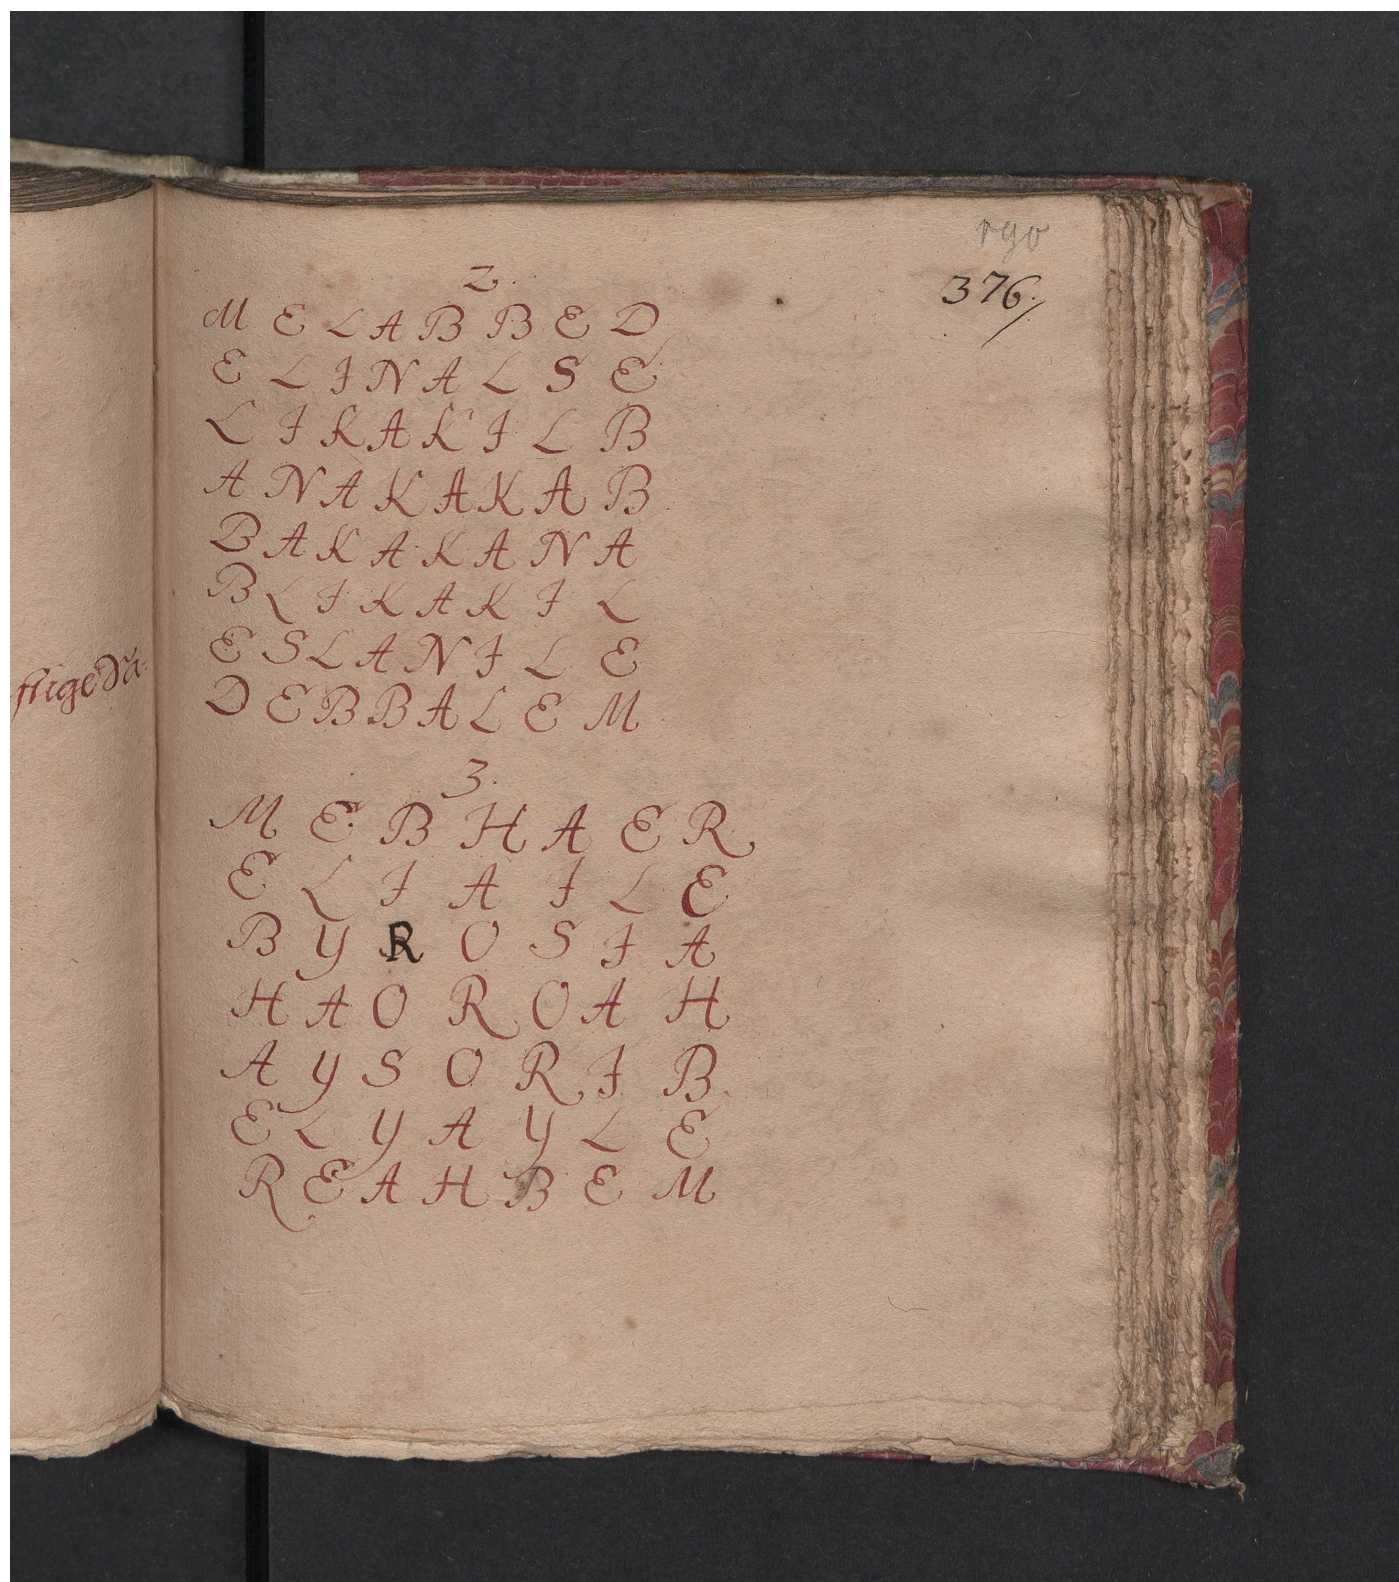 190
376.
2.
M E L A B B E D
E L I N A L S E
L I K A K I L B
A N A K A K A B
B A K A K A N A
B L I K A K I L
E S L A N I L E
D E B B A L E M
3.
M E B H A E R
E L I A I L E
B Y R O S I A
H A O R O A H
A Y S O R I B
E L Y A Y L E
R E A H B E M